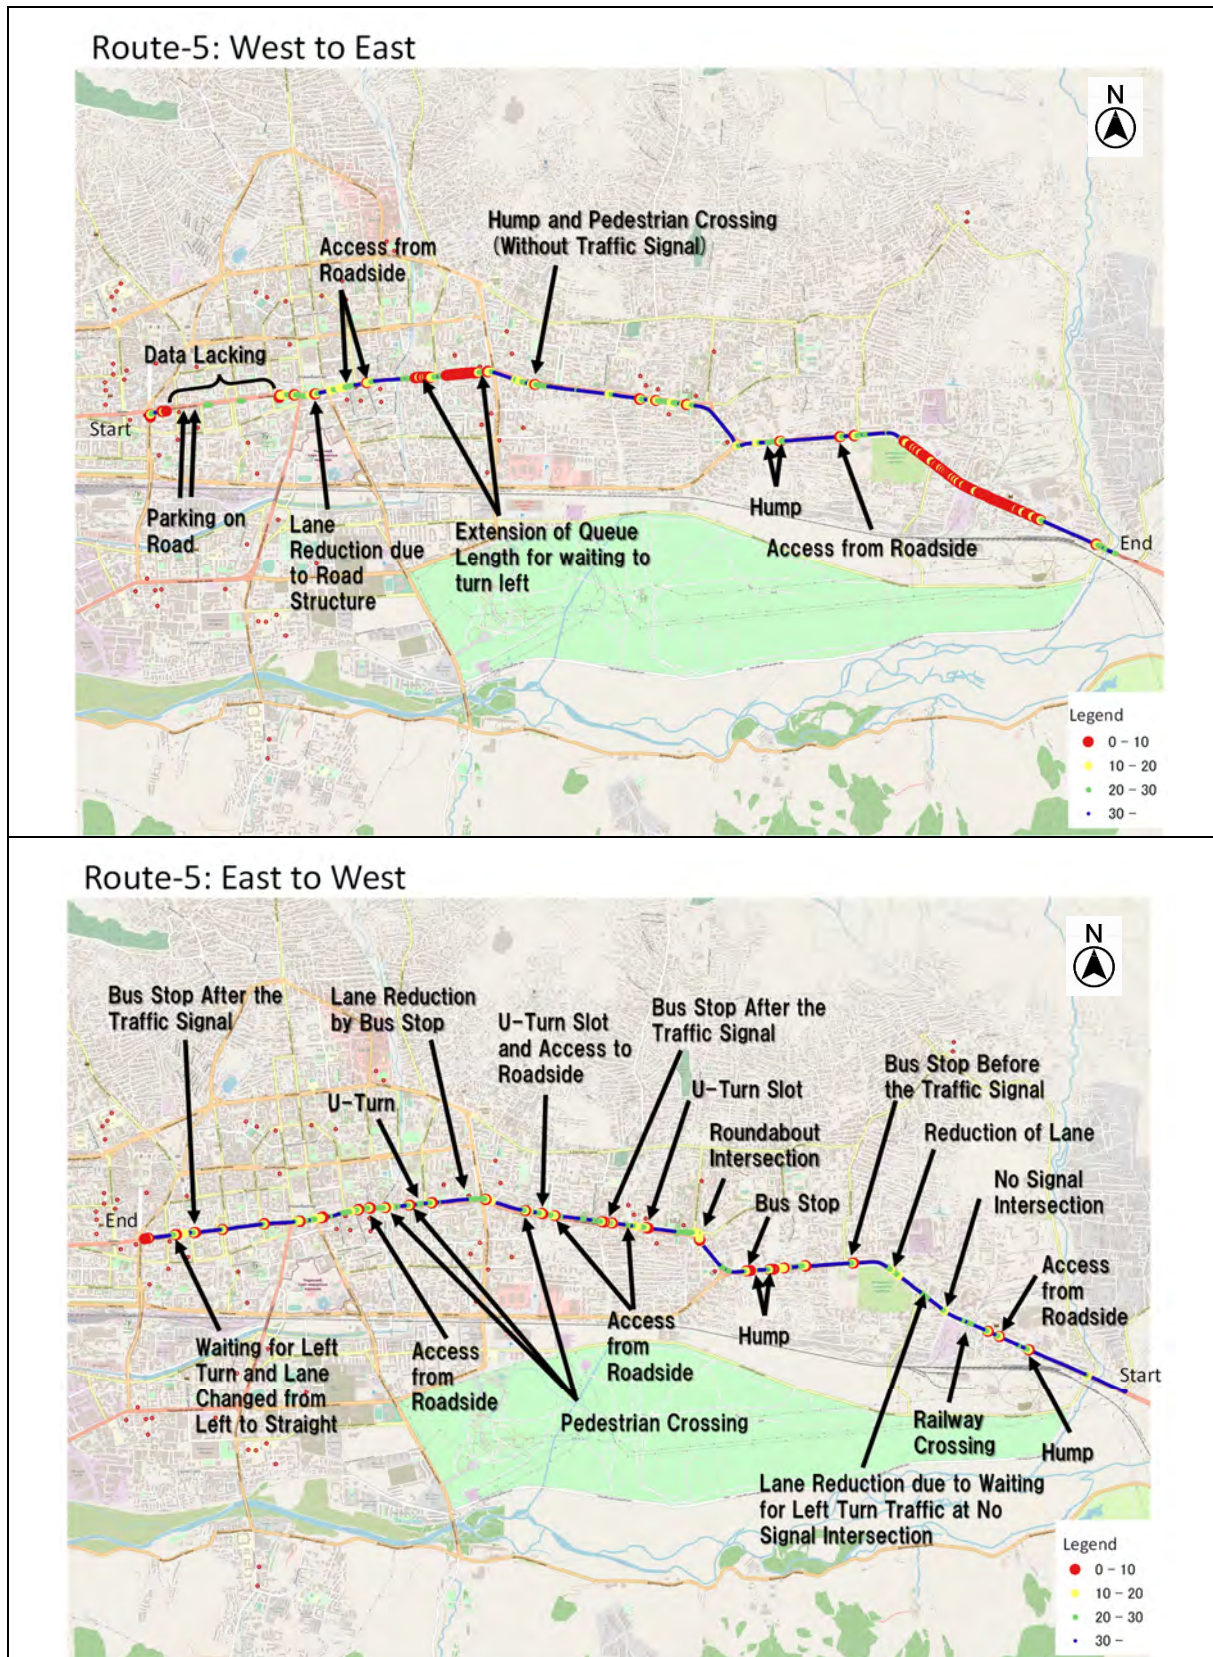 Route-5: West to East
N
Hump and Pedestrian Crossing
(Without Traffic Signal)
Access from
Roadside
Data Lacking
Start
Parking on
Road
Lane
Reduction due
to Road
Structure
Extension of Queue
Length for waiting to
turn left
Hump
Access from Roadside
End
Legend
0 - 10
10 - 20
20 - 30
30 -
Route-5: East to West
N
Bus Stop After the
Traffic Signal
Lane Reduction
by Bus Stop
U-Turn Slot
and Access to
Roadside
Bus Stop After the
Traffic Signal
Bus Stop Before
the Traffic Signal
U-Turn
U-Turn Slot
Roundabout
Intersection
Reduction of Lane
No Signal
Intersection
Bus Stop
End
Access
from
Roadside
Waiting for Left
Turn and Lane
Changed from
Left to Straight
Access
from
Roadside
Access
from
Roadside
Hump
Start
Pedestrian Crossing
Railway
Crossing
Hump
Lane Reduction due to Waiting
for Left Turn Traffic at No
Signal Intersection
Legend
0 - 10
10 - 20
20 - 30
30 -